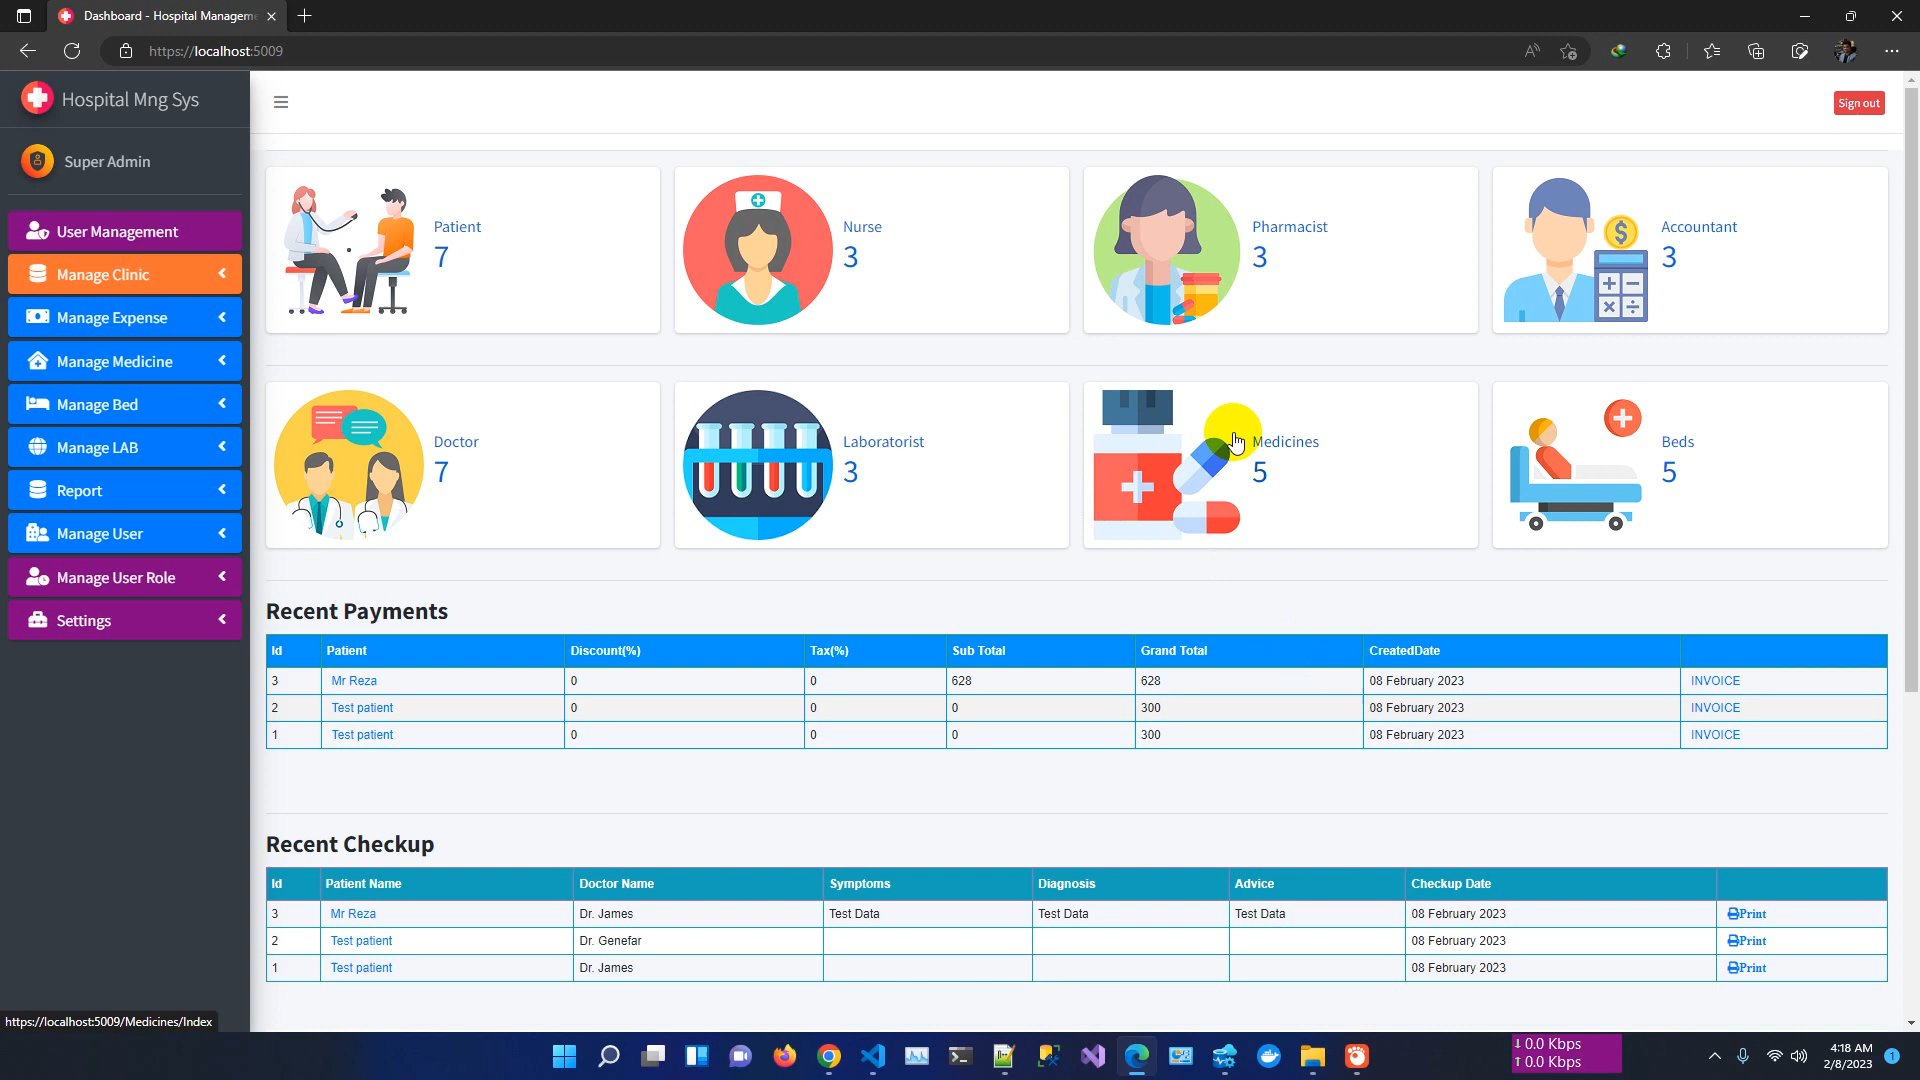 Dashboard - Hospital Managem
https://localhost:5009
Hospital Mng Sys
Sign out
Super Admin
User Management
Manage Clinic
Manage Expense
Manage Medicine
Manage Bed
Manage LAB
Report
Manage User
Manage User Role
Settings
Patient
7
Nurse
3
Pharmacist
3
Accountant
3
Doctor
7
Laboratorist
3
Medicines
5
Beds
5
Recent Payments
Id Patient Discount(%) Tax(%) Sub Total Grand Total CreatedDate
3 Mr Reza 0 0 628 628 08 February 2023 INVOICE
2 Test patient 0 0 0 300 08 February 2023 INVOICE
1 Test patient 0 0 0 300 08 February 2023 INVOICE
Recent Checkup
Id Patient Name Doctor Name Symptoms Diagnosis Advice Checkup Date
3 Mr Reza Dr. James Test Data Test Data Test Data 08 February 2023 Print
2 Test patient Dr. Genefar 08 February 2023 Print
1 Test patient Dr. James 08 February 2023 Print
https://localhost:5009/Medicines/Index
↓ 0.0 Kbps
↑ 0.0 Kbps
4:18 AM
2/8/2023
1